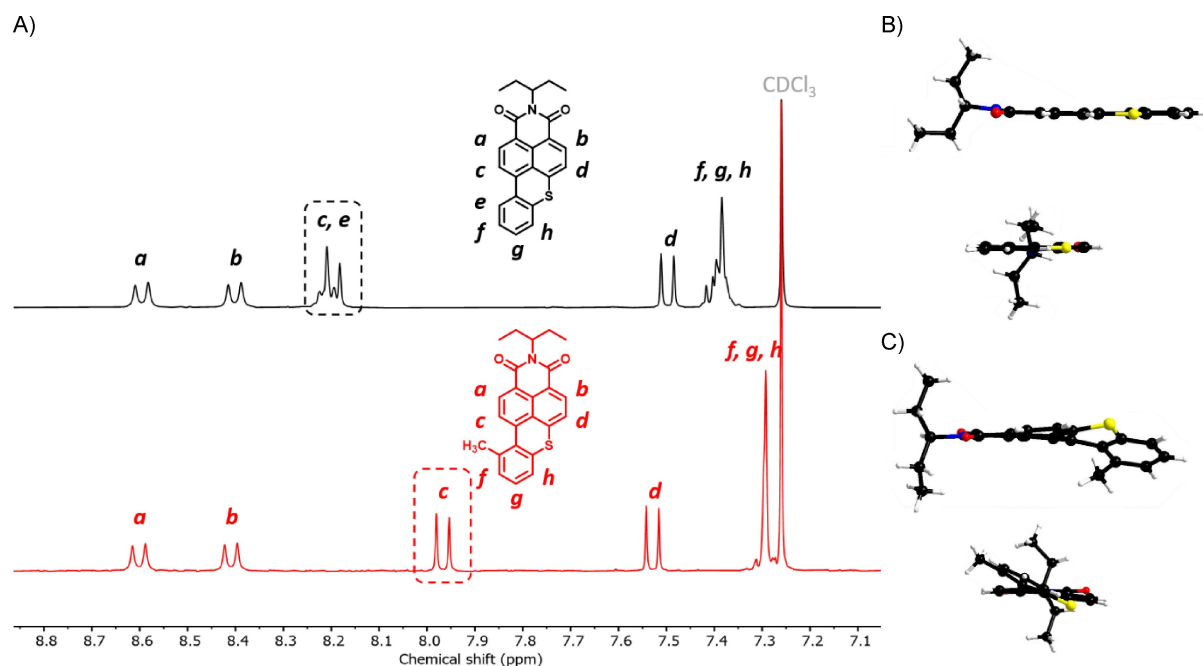 A)
B)
CDCl3
O N O
a b
c d
e S
f h
g
f, g, h
c, e
d
a
b
C)
f, g, h
O N O
a b
c d
H3C S
f h
g
c
d
a
b
8.8 8.7 8.6 8.5 8.4 8.3 8.2 8.1 8.0 7.9 7.8 7.7 7.6 7.5 7.4 7.3 7.2 7.1
Chemical shift (ppm)